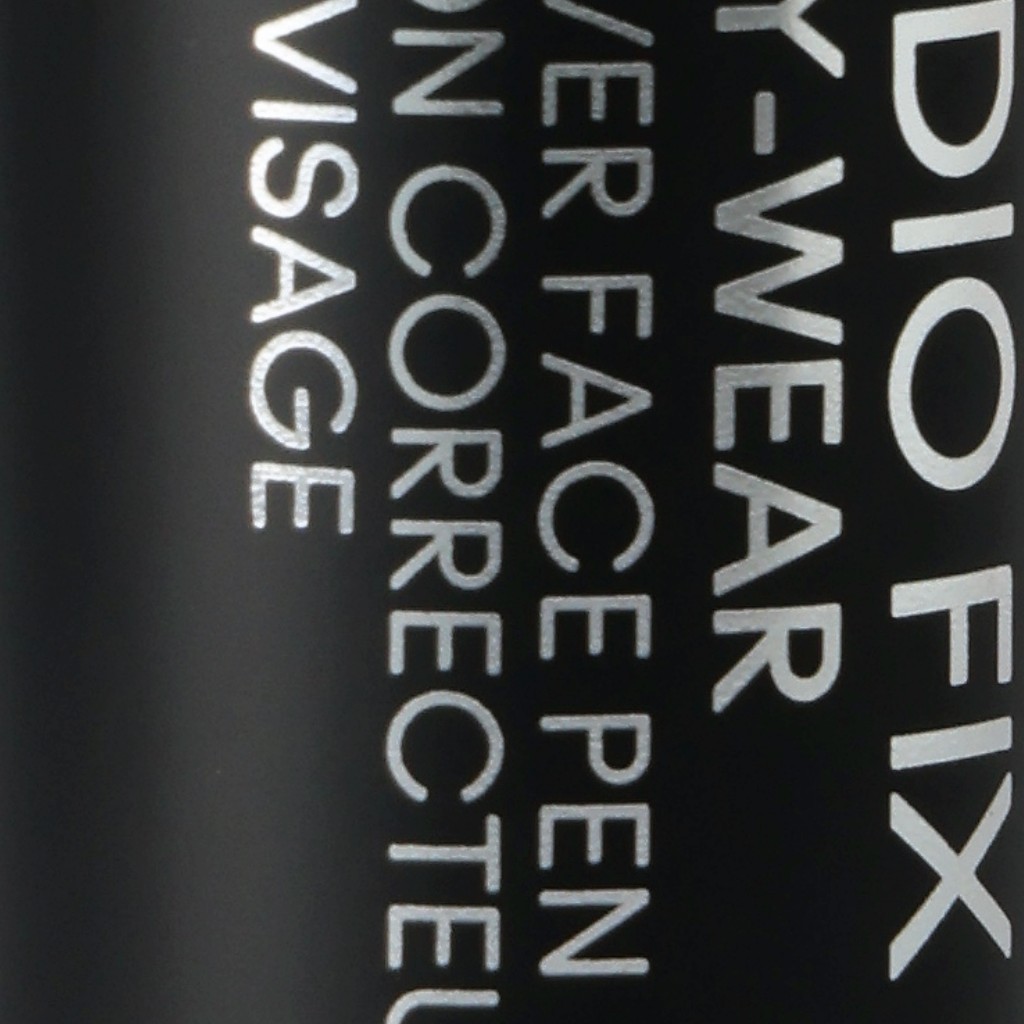 DIO FIX
Y-WEAR
VER FACE PEN
ON CORRECTEU
VISAGE